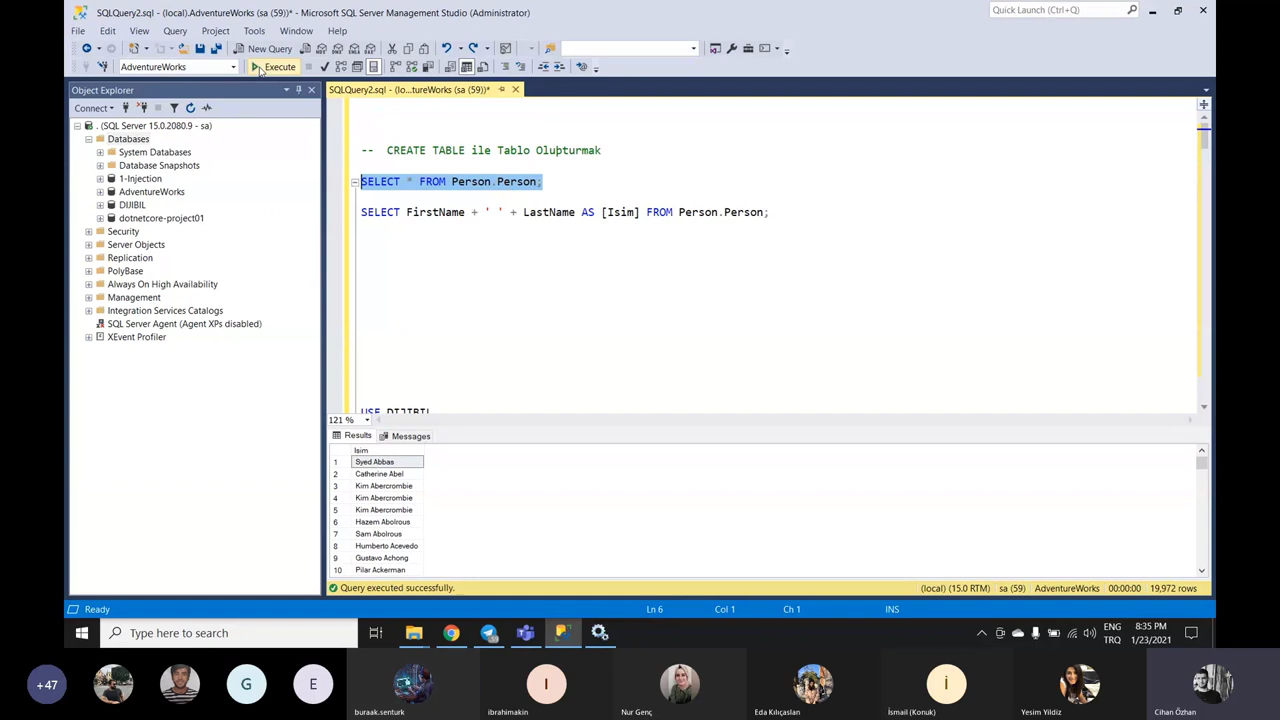 SQLQuery2.sql - (local).AdventureWorks (sa (59))* - Microsoft SQL Server Management Studio (Administrator)
Quick Launch (Ctrl+Q)
File Edit View Query Project Tools Window Help
New Query
AdventureWorks
Execute
Object Explorer
Connect
. (SQL Server 15.0.2080.9 - sa)
Databases
System Databases
Database Snapshots
1-Injection
AdventureWorks
DIJIBIL
dotnetcore-project01
Security
Server Objects
Replication
PolyBase
Always On High Availability
Management
Integration Services Catalogs
SQL Server Agent (Agent XPs disabled)
XEvent Profiler
SQLQuery2.sql - (lo...tureWorks (sa (59))*
-- CREATE TABLE ile Tablo Oluþturmak
SELECT * FROM Person.Person;
SELECT FirstName + ' ' + LastName AS [Isim] FROM Person.Person;
USE DIJIBIL
121 %
Results Messages
Isim
1 Syed Abbas
2 Catherine Abel
3 Kim Abercrombie
4 Kim Abercrombie
5 Kim Abercrombie
6 Hazem Abolrous
7 Sam Abolrous
8 Humberto Acevedo
9 Gustavo Achong
10 Pilar Ackerman
Query executed successfully.
(local) (15.0 RTM) sa (59) AdventureWorks 00:00:00 19,972 rows
Ready Ln 6 Col 1 Ch 1 INS
Type here to search
ENG
TRQ
8:35 PM
1/23/2021
+47
G
E
I
İ
buraak.senturk
ibrahimakin
Nur Genç
Eda Kılıçaslan
İsmail (Konuk)
Yesim Yildiz
Cihan Özhan